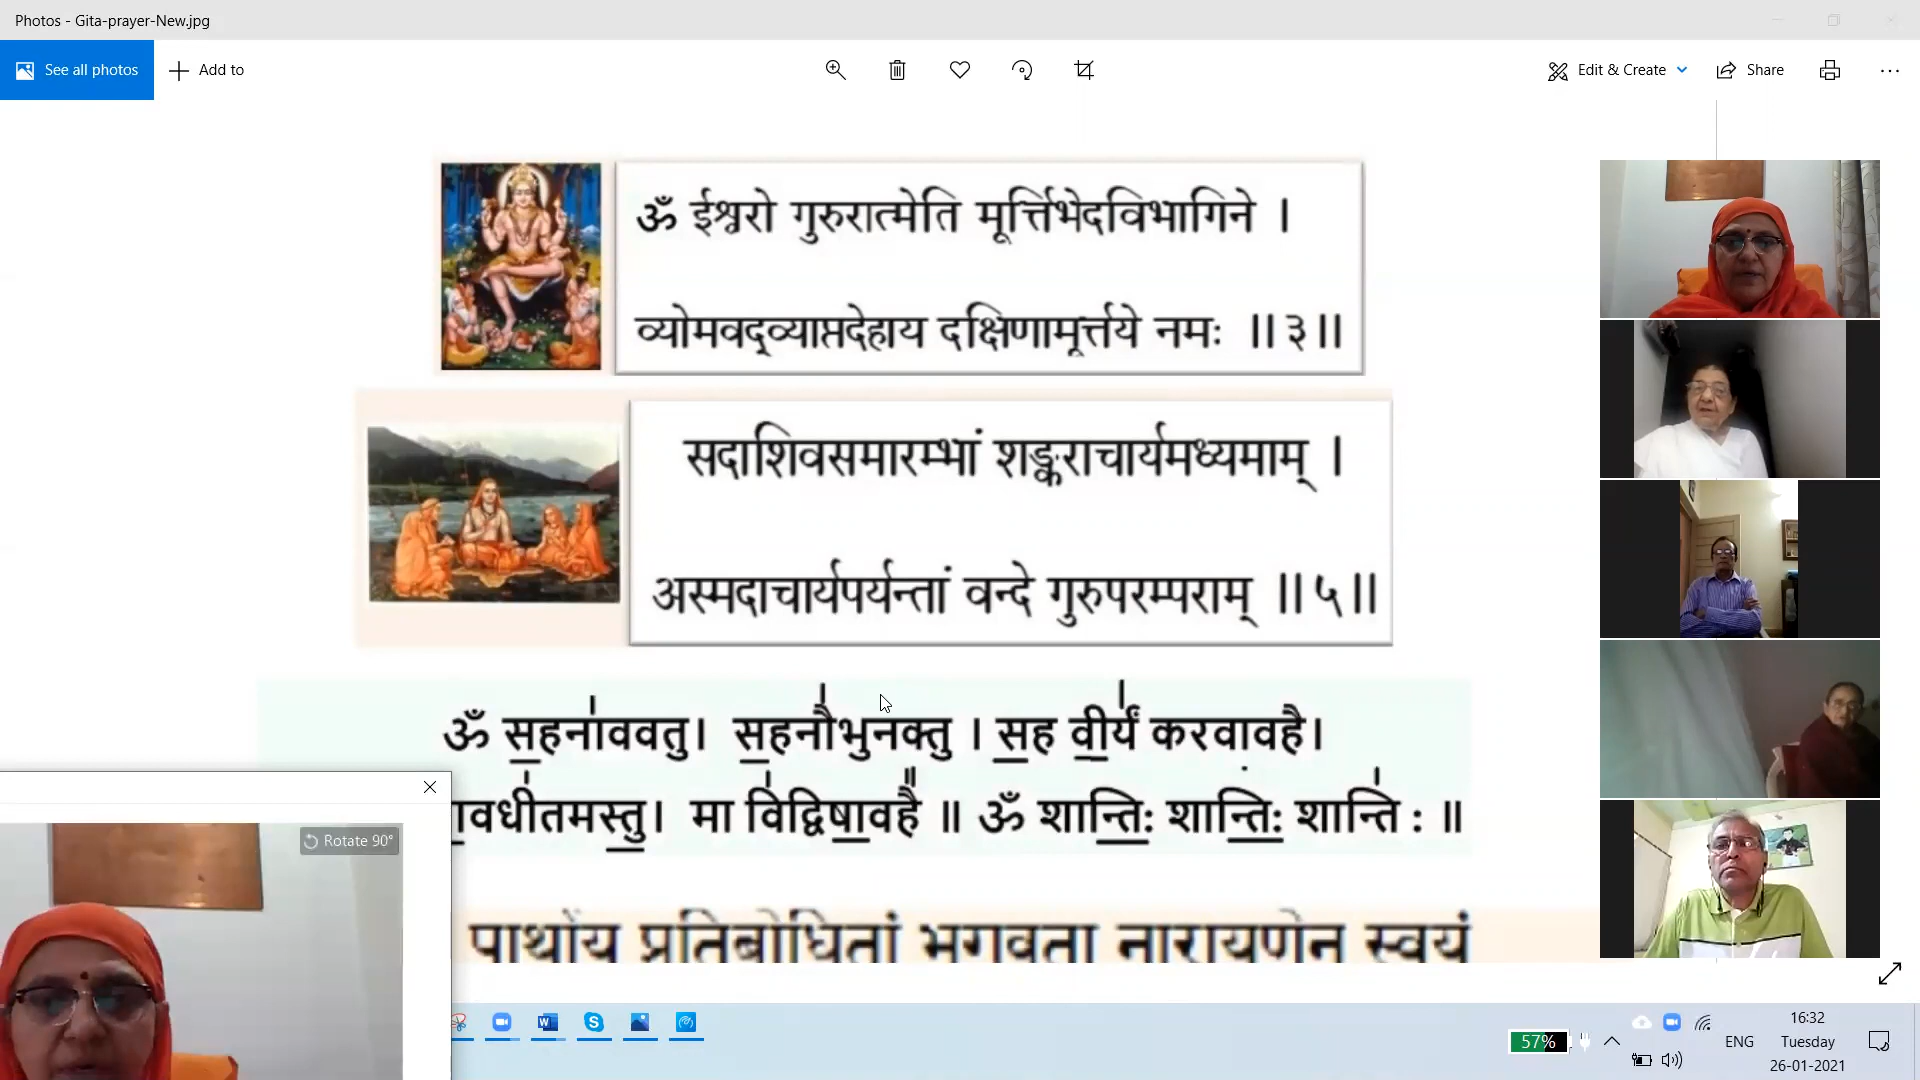 Photos - Gita-prayer-New.jpg
See all photos
Add to
Edit & Create
Share
ॐ ईश्वरो गुरुरात्मेति मूर्त्तिभेदविभागिने ।
व्योमवद्व्याप्तदेहाय दक्षिणामूर्त्तये नमः ॥३॥
सदाशिवसमारम्भां शङ्कराचार्यमध्यमाम् ।
अस्मदाचार्यपर्यन्तां वन्दे गुरुपरम्पराम् ॥५॥
ॐ स॒हना॑ववतु। स॒हनौ॑भुनक्तु । स॒ह वी॒र्यं॑ करवावहै।
वधी॑तमस्तु॒। मा वि॑द्विषा॒वहै᳚ ॥ ॐ शान्ति॒ः शान्ति॒ः शान्ति॑ : ॥
पार्थाय प्रतिबोधितां भगवता नारायणेन स्वयं
Rotate 90°
57%
ENG
16:32
Tuesday
26-01-2021